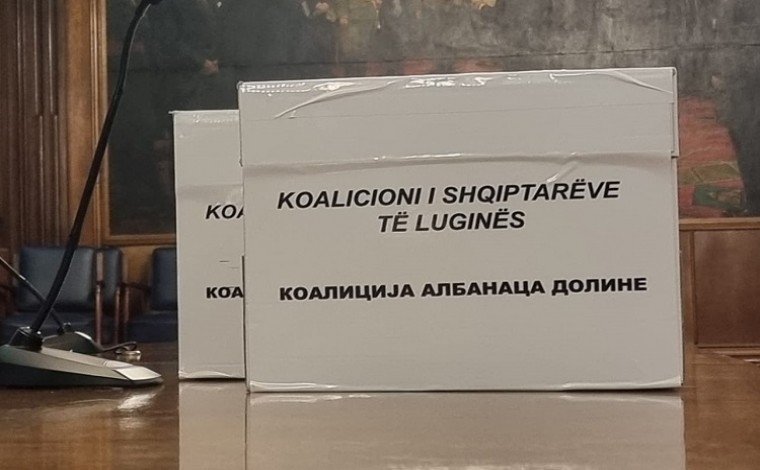 KOALICIONI I SHQIPTARËVE
TË LUGINËS
КОАЛИЦИЈА АЛБАНАЦА ДОЛИНЕ